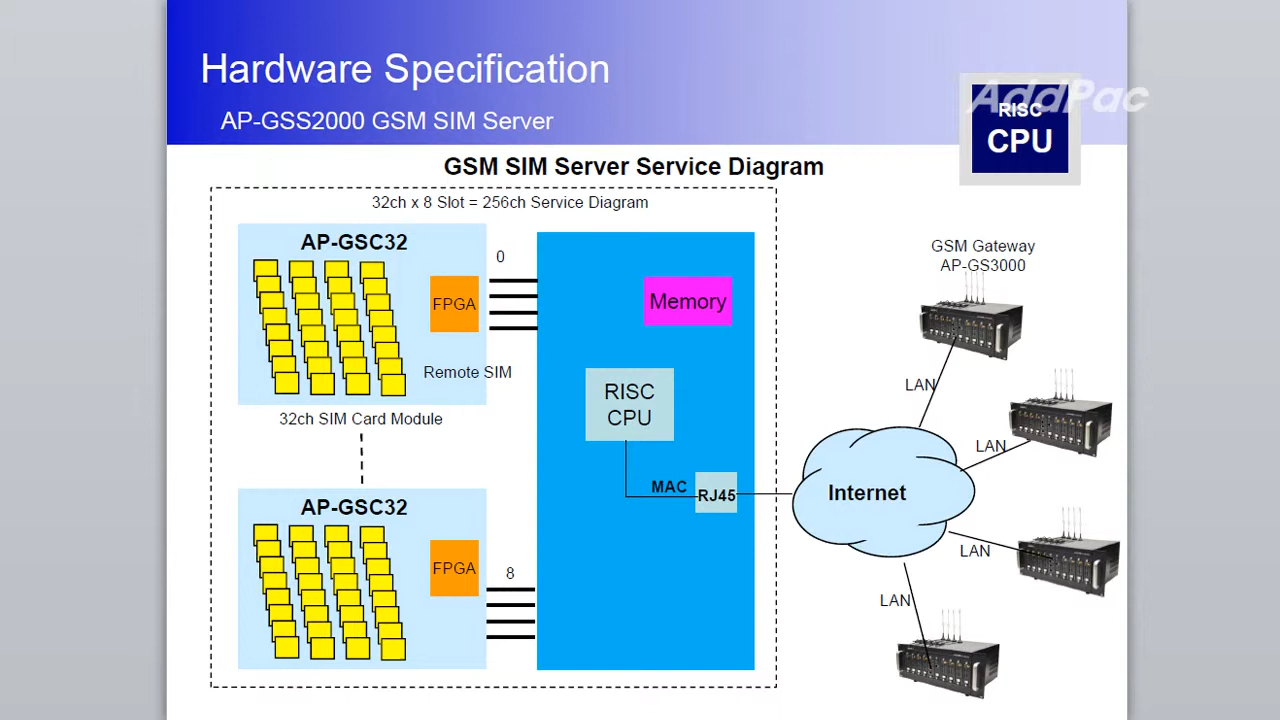 Hardware Specification
AP-GSS2000 GSM SIM Server
AddPac
RISC
CPU
GSM SIM Server Service Diagram
32ch x 8 Slot = 256ch Service Diagram
AP-GSC32
0
FPGA
Memory
Remote SIM
32ch SIM Card Module
RISC
CPU
MAC
RJ45
AP-GSC32
FPGA
8
GSM Gateway
AP-GS3000
LAN
LAN
Internet
LAN
LAN